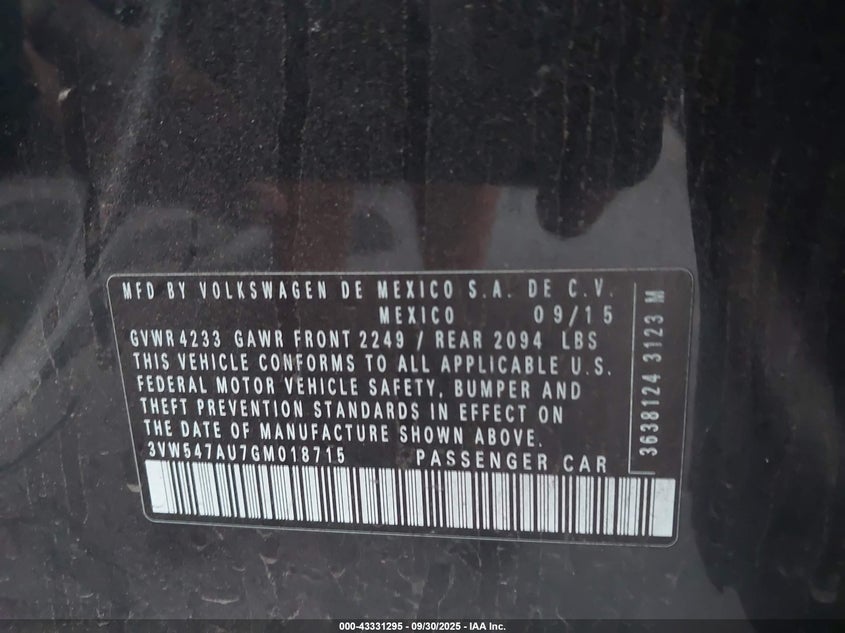 MFD BY VOLKSWAGEN DE MEXICO S.A. DE C.V.
MEXICO 09/15
GVWR 4233 GAWR FRONT 2249 / REAR 2094 LBS
THIS VEHICLE CONFORMS TO ALL APPLICABLE U.S.
FEDERAL MOTOR VEHICLE SAFETY, BUMPER AND
THEFT PREVENTION STANDARDS IN EFFECT ON
THE DATE OF MANUFACTURE SHOWN ABOVE.
3VW547AU7GM018715 PASSENGER CAR
3638124 3123 M
000-43331295 - 09/30/2025 - IAA Inc.